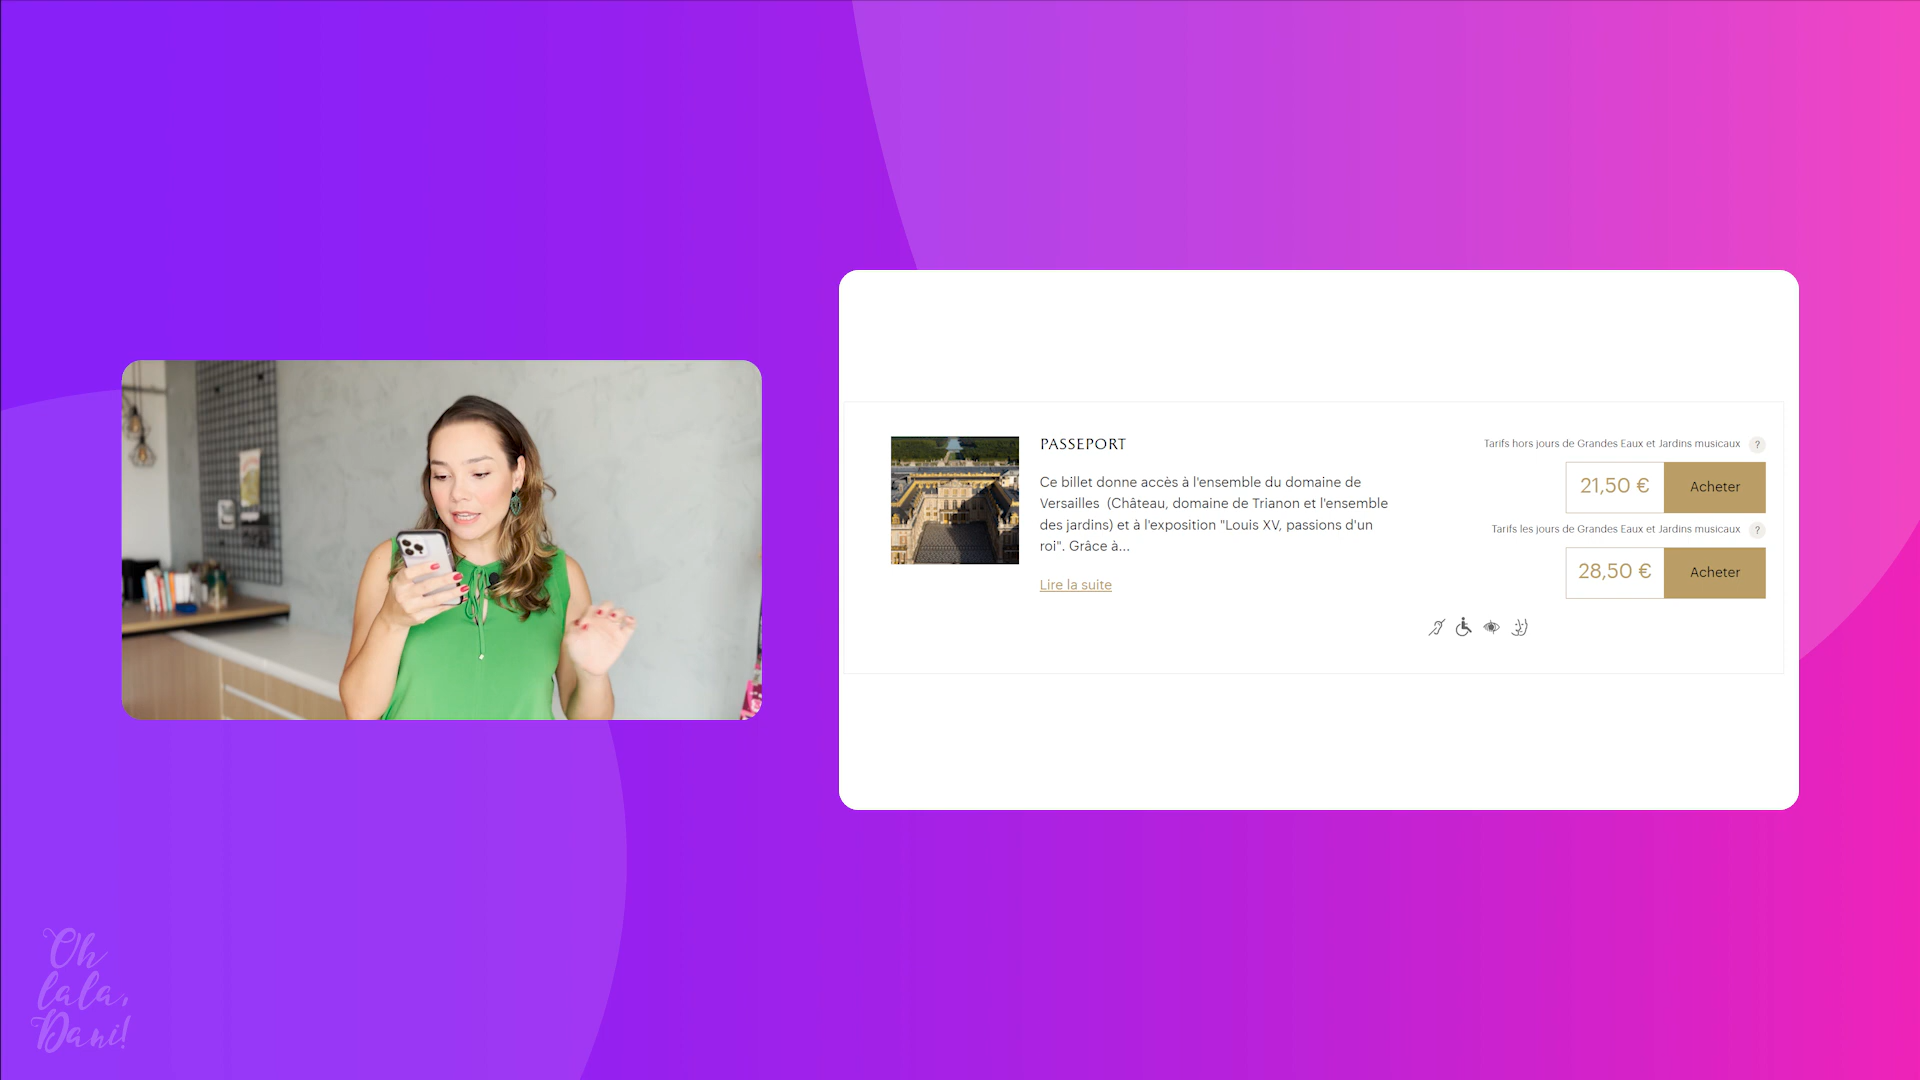 PASSEPORT
Ce billet donne accès à l'ensemble du domaine de
Versailles (Château, domaine de Trianon et l'ensemble
des jardins) et à l'exposition "Louis XV, passions d'un
roi". Grâce à...
Lire la suite
Tarifs hors jours de Grandes Eaux et Jardins musicaux ?
21,50 € Acheter
Tarifs les jours de Grandes Eaux et Jardins musicaux ?
28,50 € Acheter
Oh
lala,
Dani!